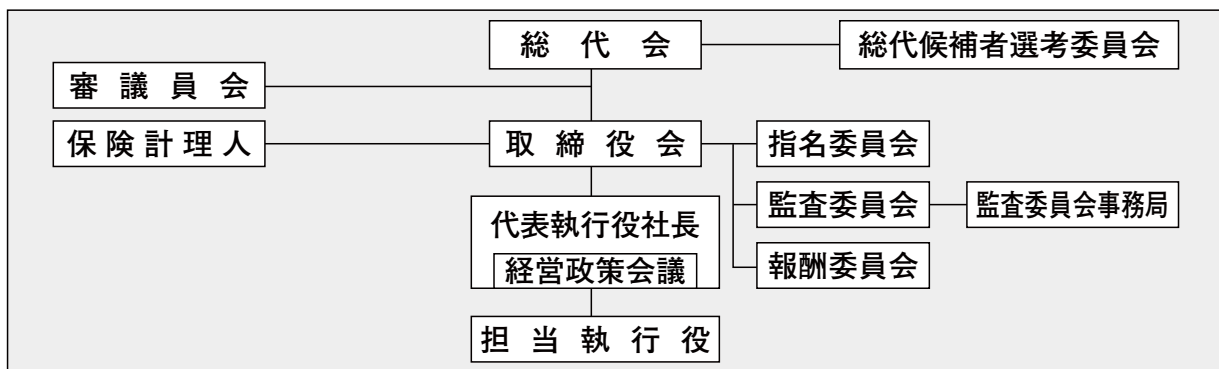 総代会
総代候補者選考委員会
審議員会
保険計理人
取締役会
指名委員会
監査委員会
監査委員会事務局
代表執行役社長
経営政策会議
報酬委員会
担当執行役